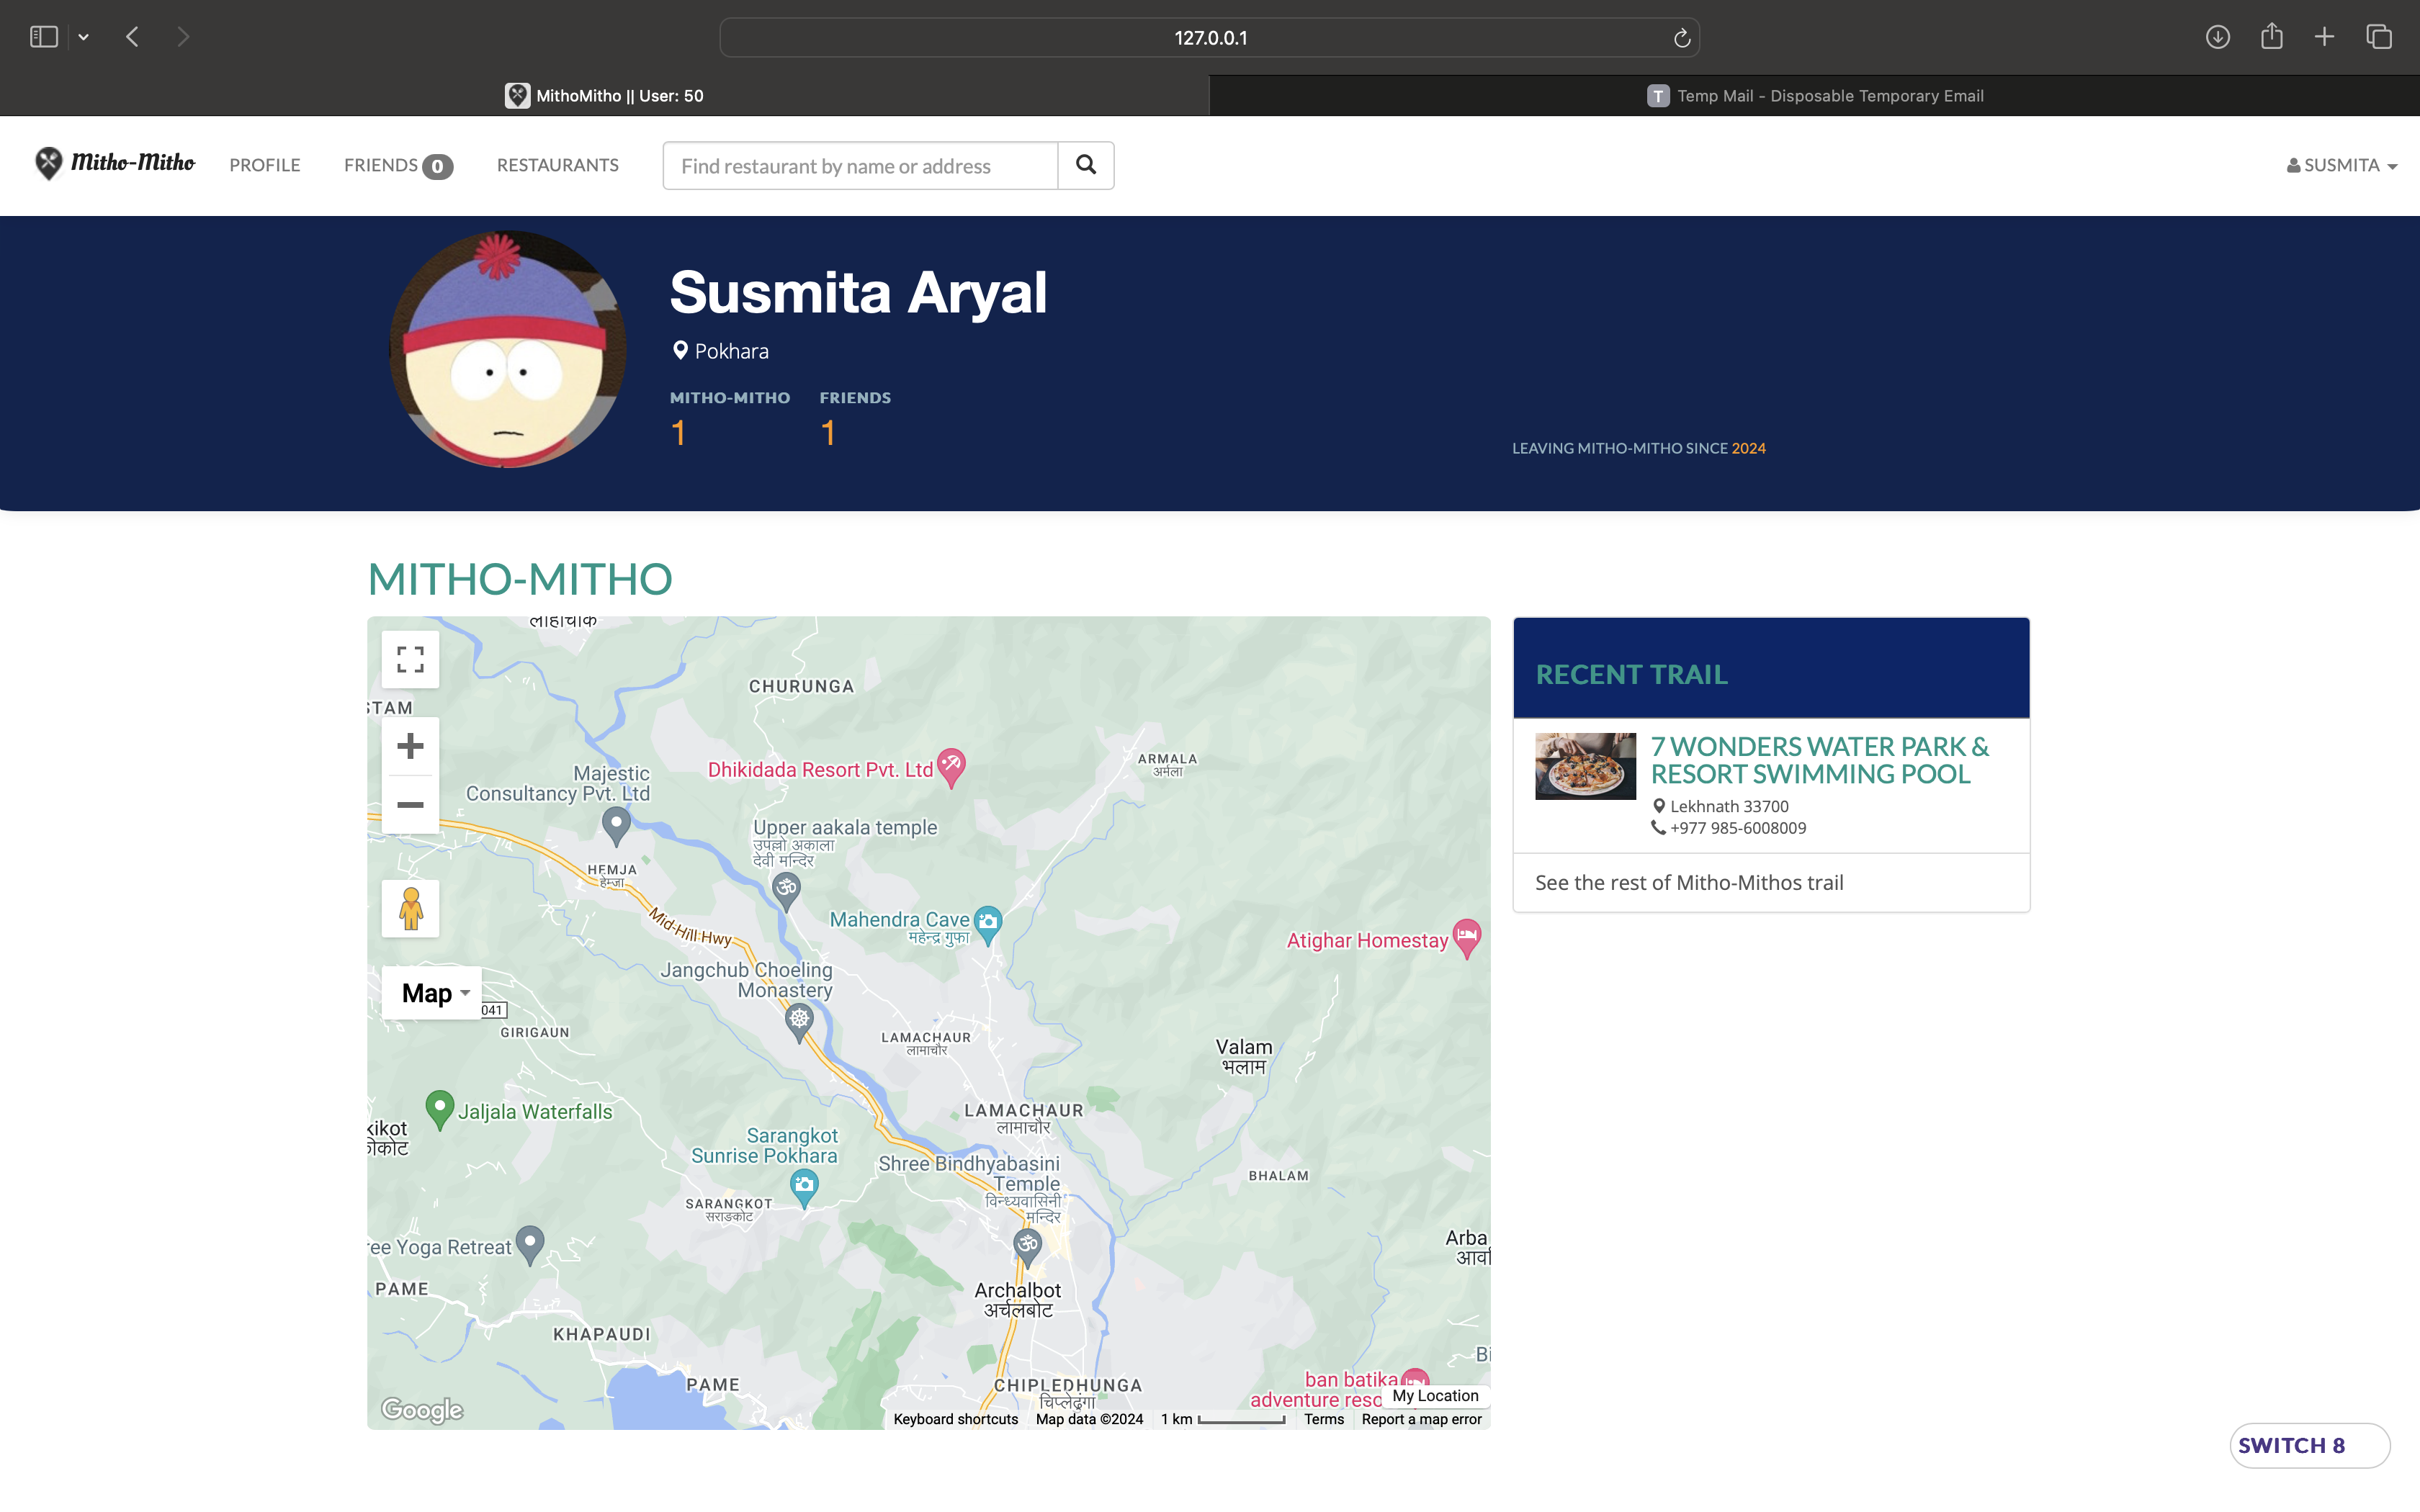 127.0.0.1
MithoMitho || User: 50
T Temp Mail - Disposable Temporary Email
Mitho-Mitho PROFILE FRIENDS 0 RESTAURANTS Find restaurant by name or address SUSMITA
Susmita Aryal
Pokhara
MITHO-MITHO FRIENDS
1 1
LEAVING MITHO-MITHO SINCE 2024
MITHO-MITHO
CHURUNGA
STAM
Dhikidada Resort Pvt. Ltd
ARMALA
अर्मला
Majestic
Consultancy Pvt. Ltd
Upper aakala temple
उपल्लो अकाला
देवी मन्दिर
HEMJA
हेम्जा
Mid-Hill Hwy
Mahendra Cave
महेन्द्र गुफा
Atighar Homestay
Jangchub Choeling
Monastery
Map
041
GIRIGAUN
LAMACHAUR
लामाचौर
Valam
भलाम
Jaljala Waterfalls
LAMACHAUR
लामाचौर
kikot
Sarangkot
Sunrise Pokhara
Shree Bindhyabasini
Temple
विन्ध्यवासिनी
मन्दिर
BHALAM
SARANGKOT
सराङकोट
ree Yoga Retreat
Arba
PAME
Archalbot
अर्चलबोट
KHAPAUDI
Bi
PAME
CHIPLEDHUNGA
चिप्लेढुंगा
ban batika
adventure reso
My Location
Google
Keyboard shortcuts Map data ©2024 1 km Terms Report a map error
RECENT TRAIL
7 WONDERS WATER PARK &
RESORT SWIMMING POOL
Lekhnath 33700
+977 985-6008009
See the rest of Mitho-Mithos trail
SWITCH 8